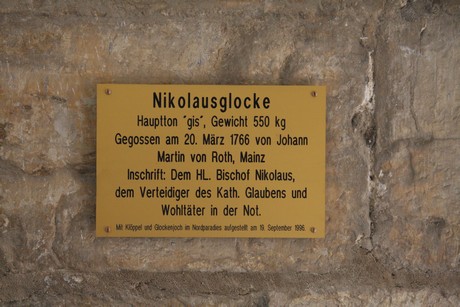 Nikolausglocke
Hauptton "gis", Gewicht 550 kg
Gegossen am 20. März 1766 von Johann
Martin von Roth, Mainz
Inschrift: Dem HL. Bischof Nikolaus,
dem Verteidiger des Kath. Glaubens und
Wohltäter in der Not.
Mit Klöppel und Glockenjoch im Nordparadies aufgestellt am 19. September 1996.